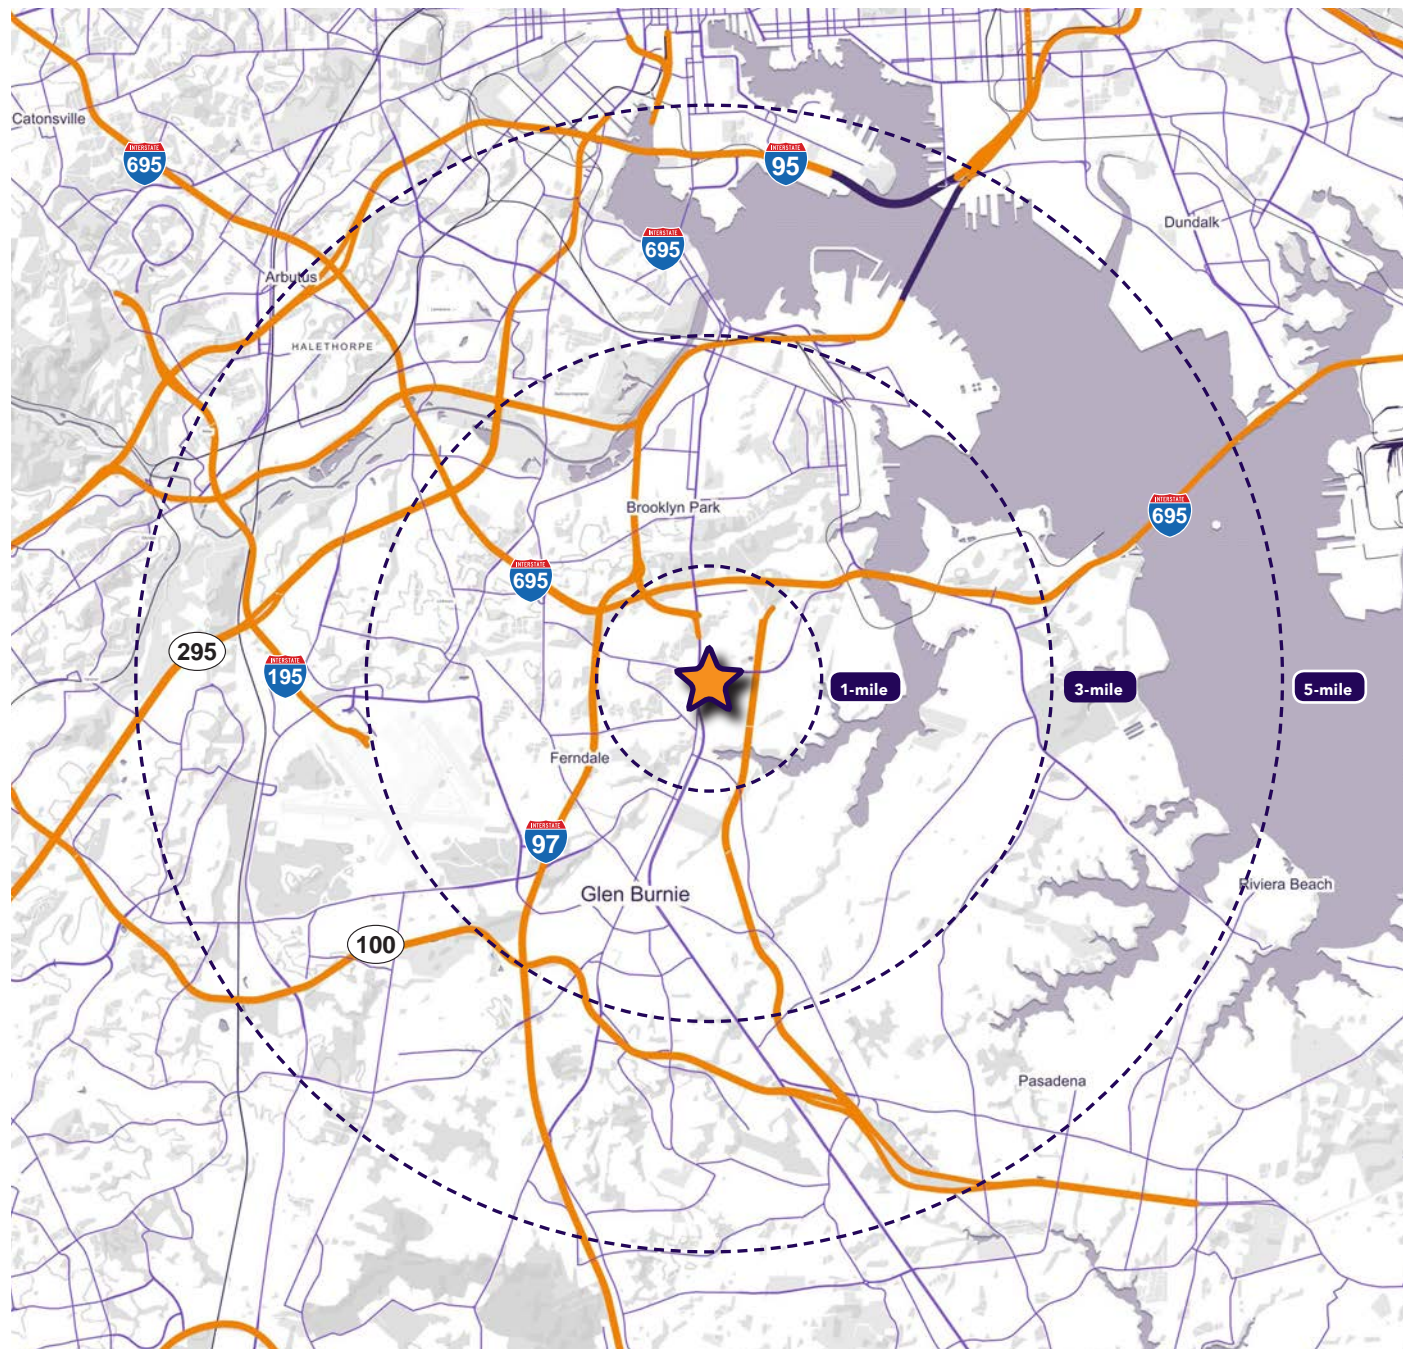 Catonsville
INTERSTATE
695
INTERSTATE
95
Dundalk
INTERSTATE
695
Arbutus
HALETHORPE
Brooklyn Park
INTERSTATE
695
INTERSTATE
695
295
INTERSTATE
195
1-mile
3-mile
5-mile
Ferndale
INTERSTATE
97
Glen Burnie
Riviera Beach
100
Pasadena